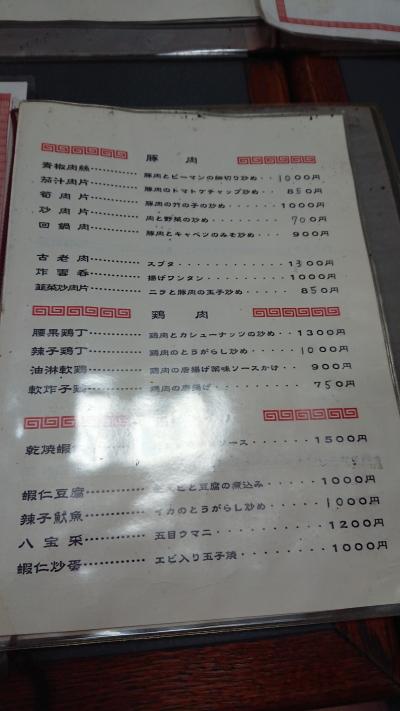 豚 肉
青椒肉絲 豚肉とピーマンの細切り炒め 1000円
茄汁肉片 豚肉のトマトケチャップ炒め 850円
筍肉片 豚肉の竹の子の炒め 1000円
炒肉片 肉と野菜の炒め 700円
回鍋肉 豚肉とキャベツのみそ炒め 900円
古老肉 スブタ 1300円
炸雲呑 揚げワンタン 1000円
韮菜炒肉片 ニラと豚肉の玉子炒め 850円
鶏 肉
腰果鶏丁 鶏肉とカシューナッツの炒め 1300円
辣子鶏丁 鶏肉のとうがらし炒め 1000円
油淋軟鶏 鶏肉の唐揚げ薬味ソースかけ 900円
軟炸子鶏 鶏肉の唐揚げ 750円
乾焼蝦 ソース 1500円
蝦仁豆腐 エビと豆腐の煮込み 1000円
辣子魷魚 イカのとうがらし炒め 1000円
八宝采 五目ウマニ 1200円
蝦仁炒蛋 エビ入り玉子焼 1000円